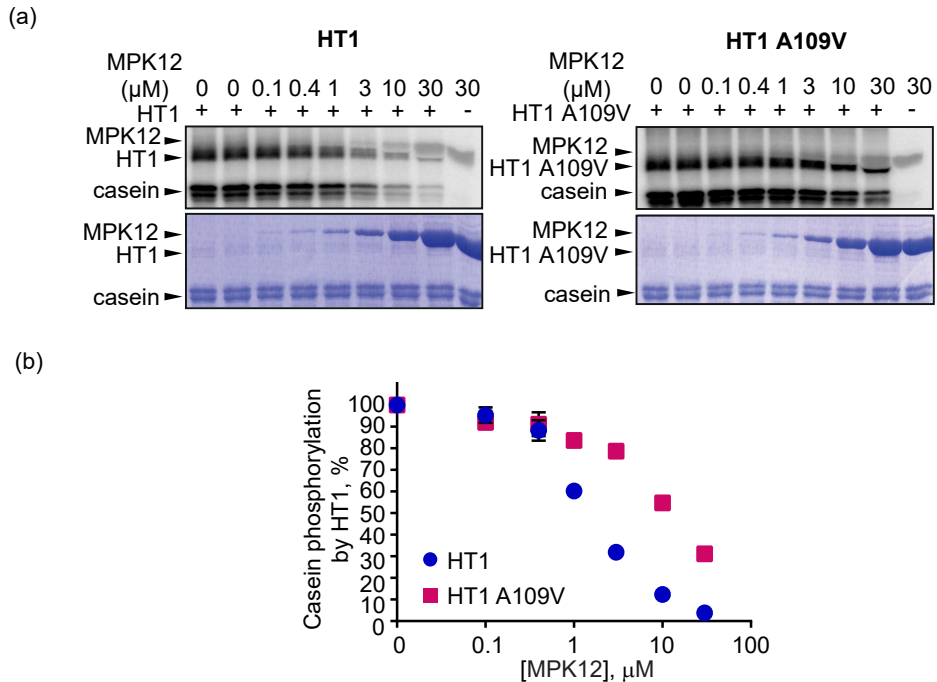 (a)
HT1
MPK12
(µM) 0 0 0.1 0.4 1 3 10 30 30
HT1 + + + + + + + + -
MPK12
HT1
casein
MPK12
HT1
casein
HT1 A109V
MPK12
(µM) 0 0 0.1 0.4 1 3 10 30 30
HT1 A109V + + + + + + + + -
MPK12
HT1 A109V
casein
MPK12
HT1 A109V
casein
(b)
Casein phosphorylation
by HT1, %
100
90
80
70
60
50
40
30
20
10
0
HT1
HT1 A109V
0 0.1 1 10 100
[MPK12], µM